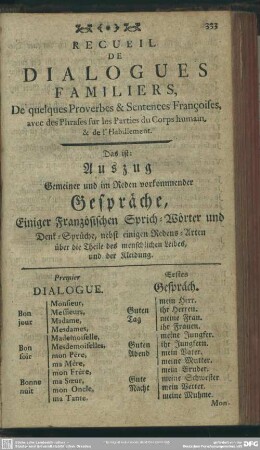 353
RECUEIL
DE
DIALOGUES
FAMILIERS,
De quelques Proverbes & Sentences Françoises,
avec des Phrases sur les Parties du Corps humain,
& de l'Habillement.
Das ist:
Auszug
Gemeiner und im Reden vorkommender
Gespräche,
Einiger Französischen Sprich-Wörter und
Denk-Sprüche, nebst einigen Redens-Arten
über die Theile des menschlichen Leibes,
und der Kleidung.
Premier
DIALOGUE.
Bon
jour
Bon
soir
Bonne
nuit
Monsieur,
Messieurs,
Madame,
Mesdames,
Mademoiselle,
Mesdemoiselles,
mon Père,
ma Mère,
mon Frère,
ma Sœur,
mon Oncle,
ma Tante.
Erstes
Gespräch.
Guten
Tag
Guten
Abend
Gute
Nacht
mein Herr.
ihr Herren.
meine Frau.
ihr Frauen.
meine Jungfer.
ihr Jungfern.
mein Vater.
meine Mutter.
mein Bruder.
meine Schwester
mein Vetter.
meine Muhme.
Mon.